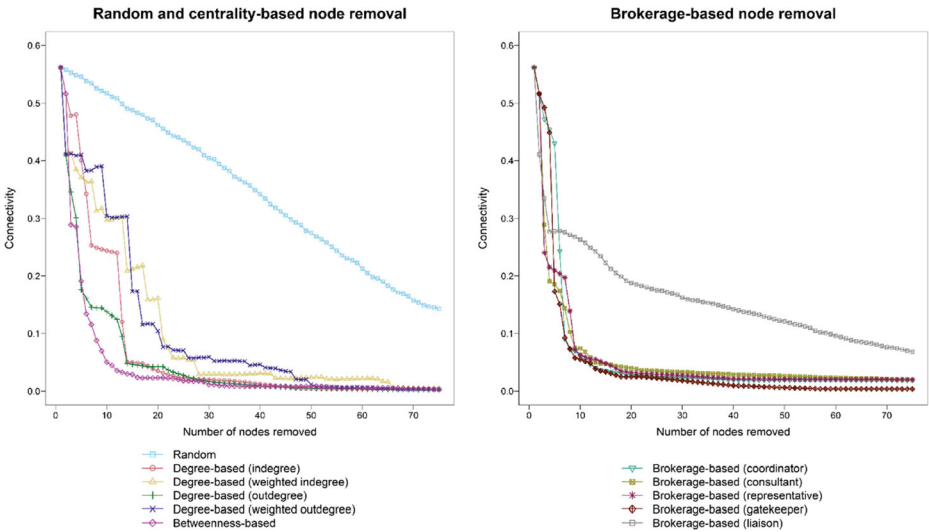 Random and centrality-based node removal
0.6
0.5
0.4
0.3
0.2
0.1
0.0
Connectivity
0 10 20 30 40 50 60 70
Number of nodes removed
Random
Degree-based (indegree)
Degree-based (weighted indegree)
Degree-based (outdegree)
Degree-based (weighted outdegree)
Betweenness-based
Brokerage-based node removal
0.6
0.5
0.4
0.3
0.2
0.1
0.0
Connectivity
0 10 20 30 40 50 60 70
Number of nodes removed
Brokerage-based (coordinator)
Brokerage-based (consultant)
Brokerage-based (representative)
Brokerage-based (gatekeeper)
Brokerage-based (liaison)